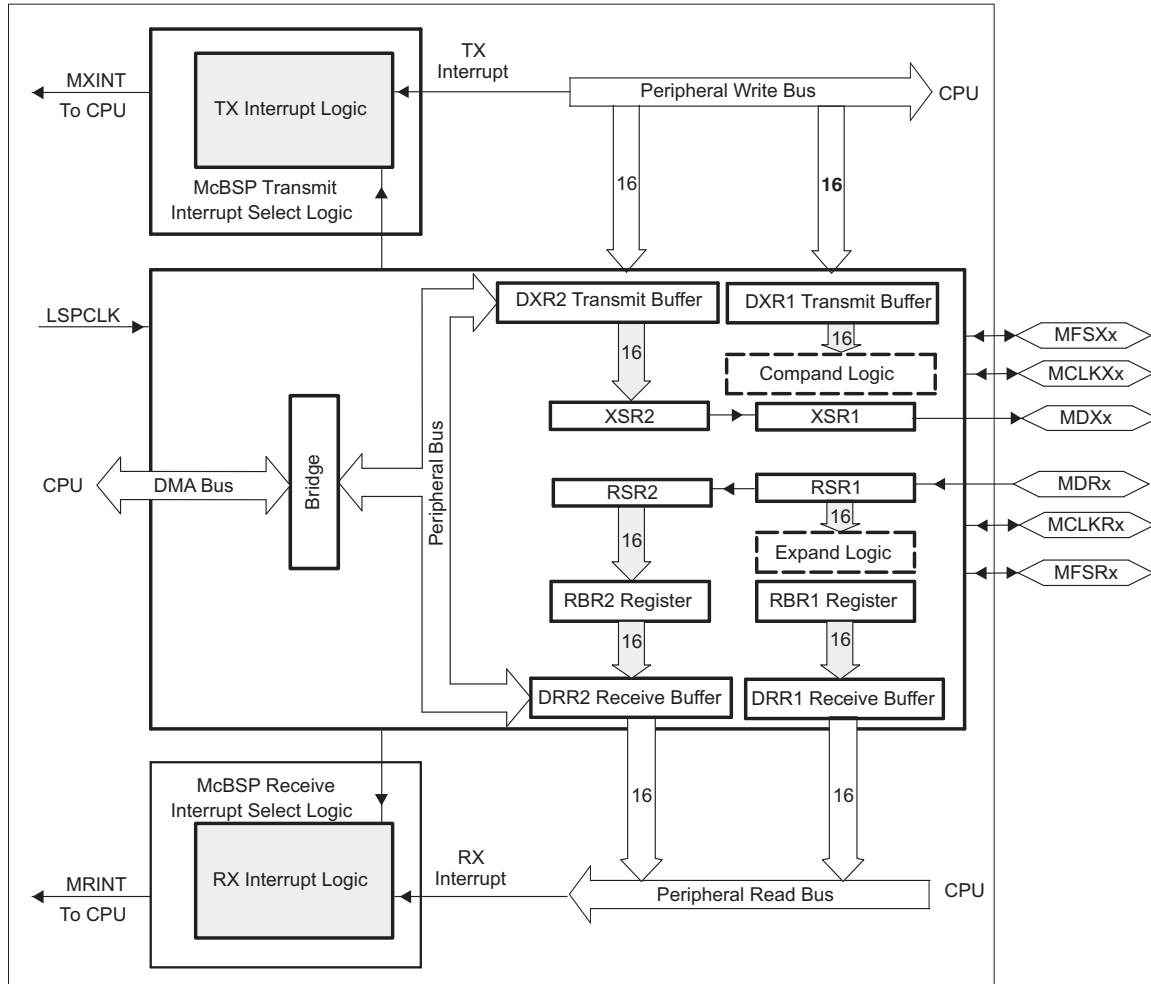 TX
Interrupt
MXINT
To CPU
TX Interrupt Logic
Peripheral Write Bus
CPU
McBSP Transmit
Interrupt Select Logic
16
16
LSPCLK
DXR2 Transmit Buffer
DXR1 Transmit Buffer
16
16
Compand Logic
XSR2
XSR1
MFSXx
MCLKXx
MDXx
CPU
DMA Bus
Bridge
Peripheral Bus
RSR2
RSR1
16
16
Expand Logic
RBR2 Register
RBR1 Register
16
16
DRR2 Receive Buffer
DRR1 Receive Buffer
MDRx
MCLKRx
MFSRx
McBSP Receive
Interrupt Select Logic
16
16
RX Interrupt Logic
RX
Interrupt
MRINT
To CPU
Peripheral Read Bus
CPU